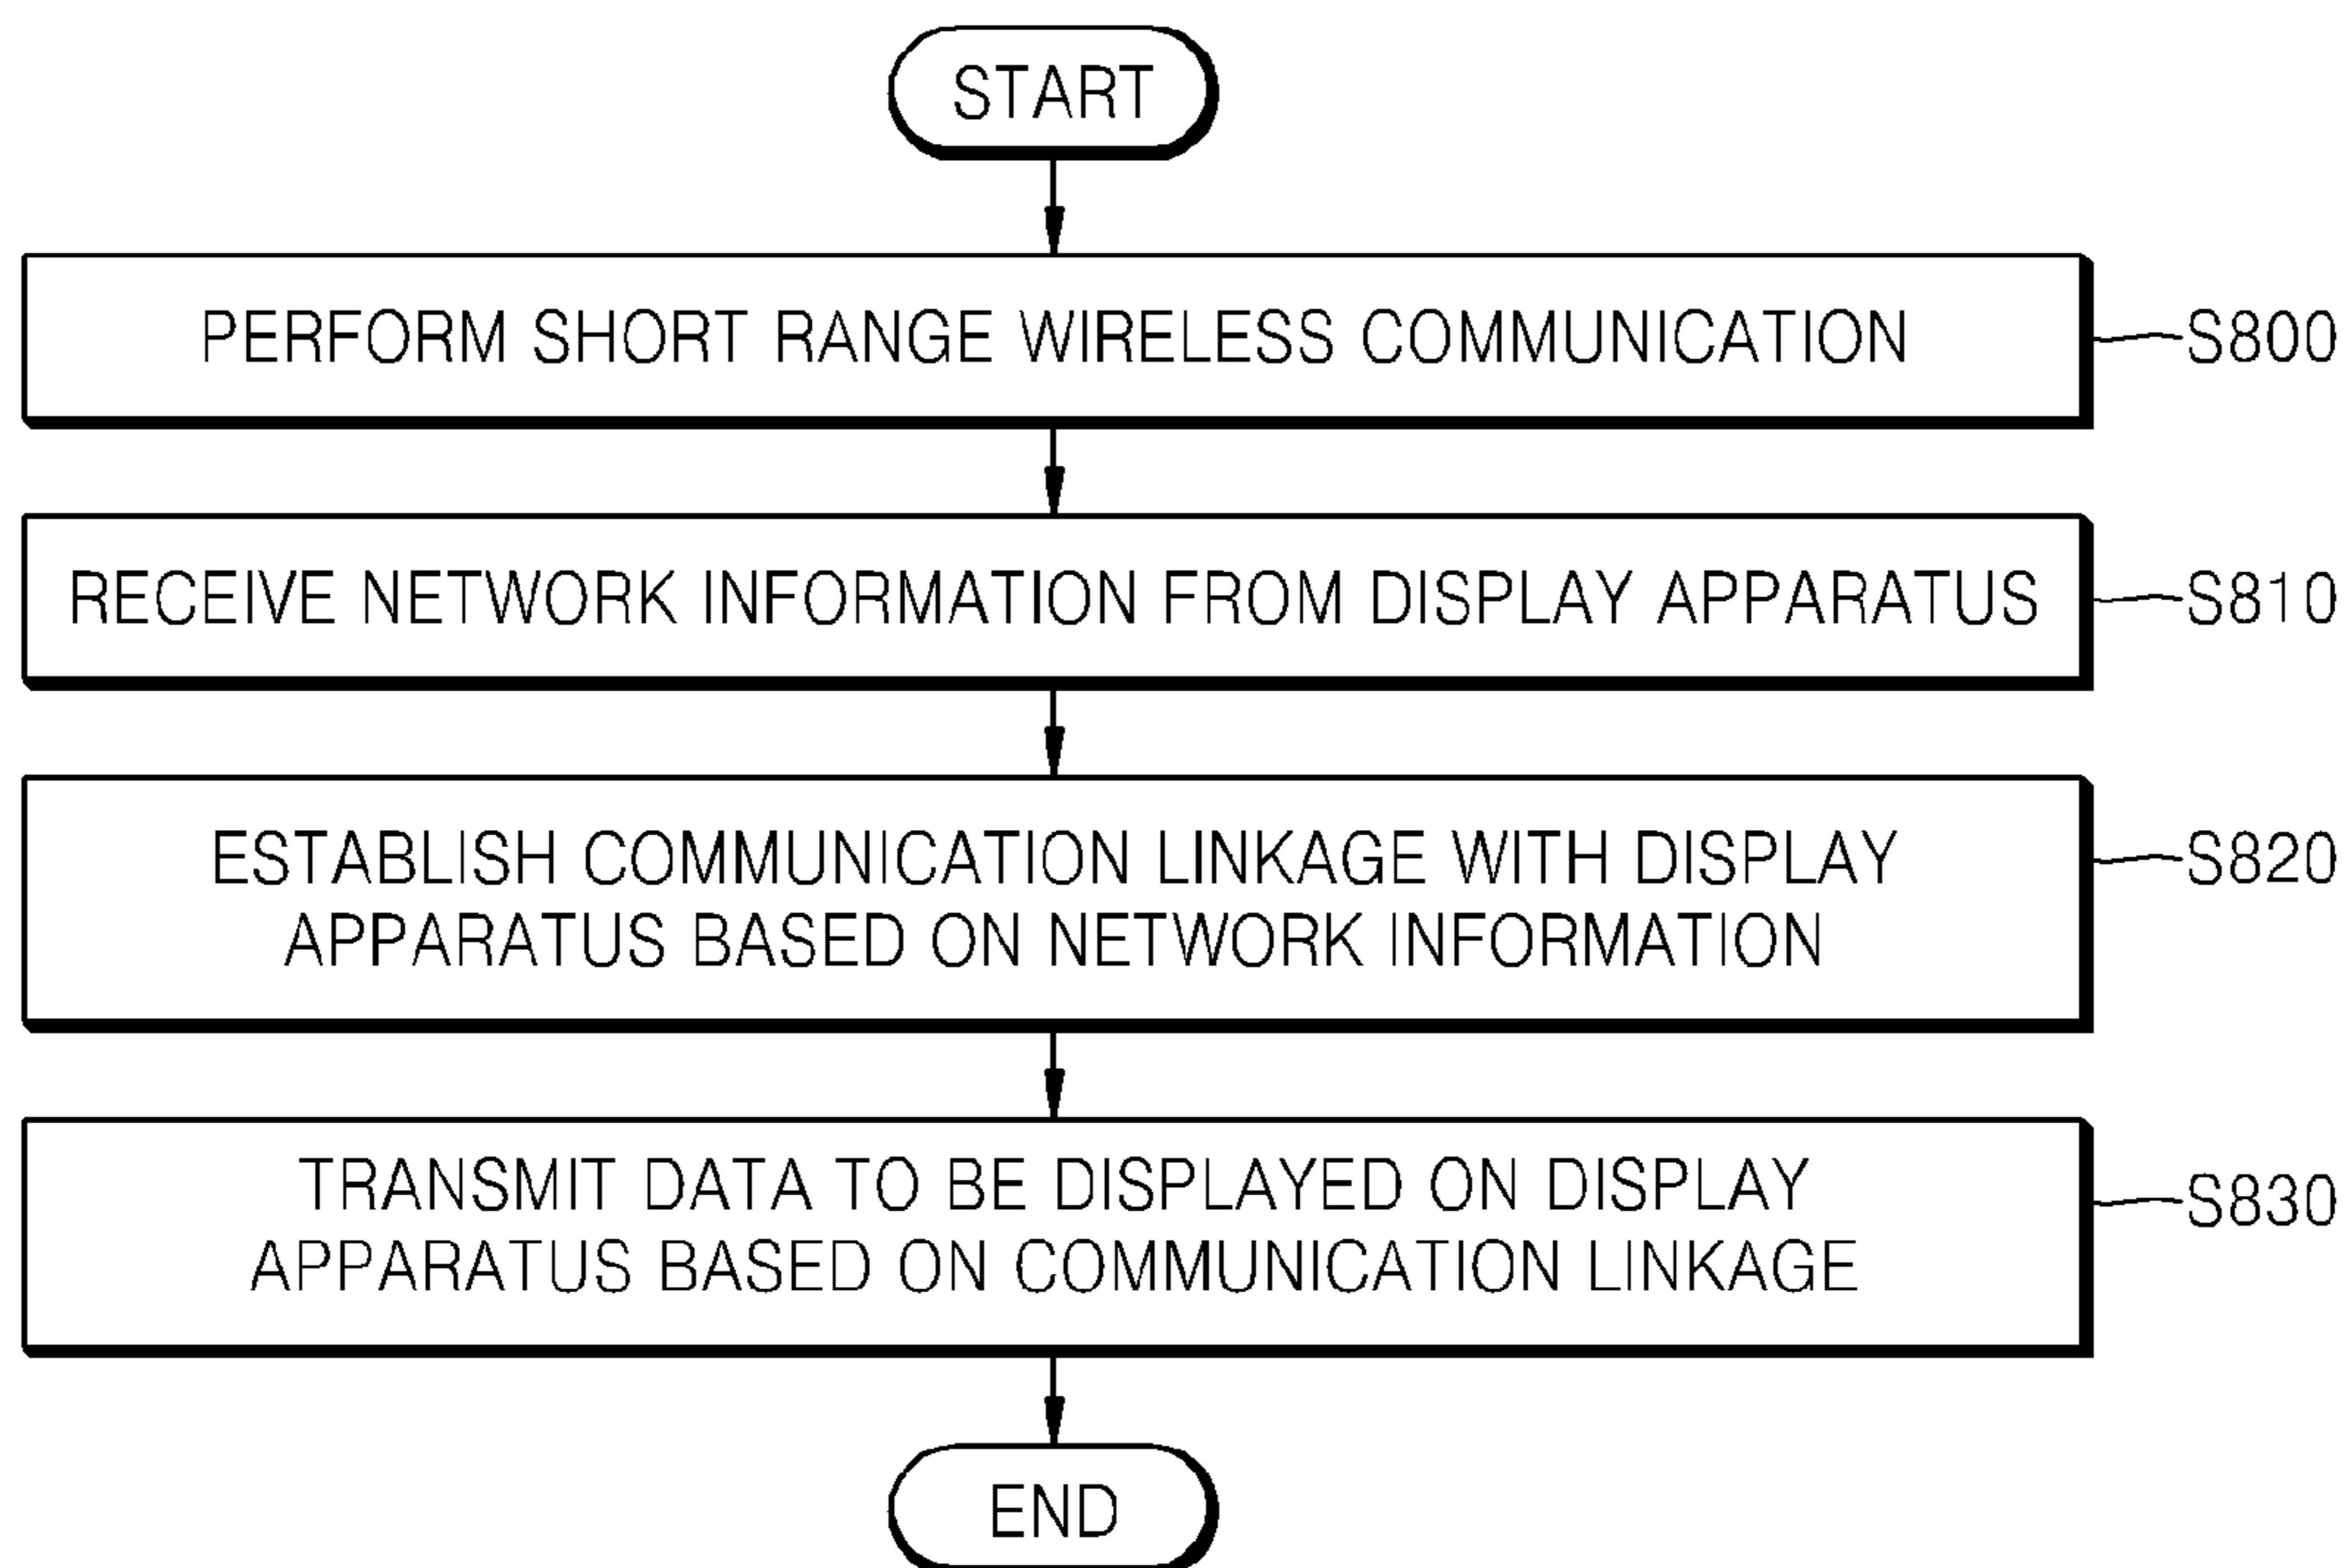 START
PERFORM SHORT RANGE WIRELESS COMMUNICATION
S800
RECEIVE NETWORK INFORMATION FROM DISPLAY APPARATUS
S810
ESTABLISH COMMUNICATION LINKAGE WITH DISPLAY
APPARATUS BASED ON NETWORK INFORMATION
S820
TRANSMIT DATA TO BE DISPLAYED ON DISPLAY
APPARATUS BASED ON COMMUNICATION LINKAGE
S830
END